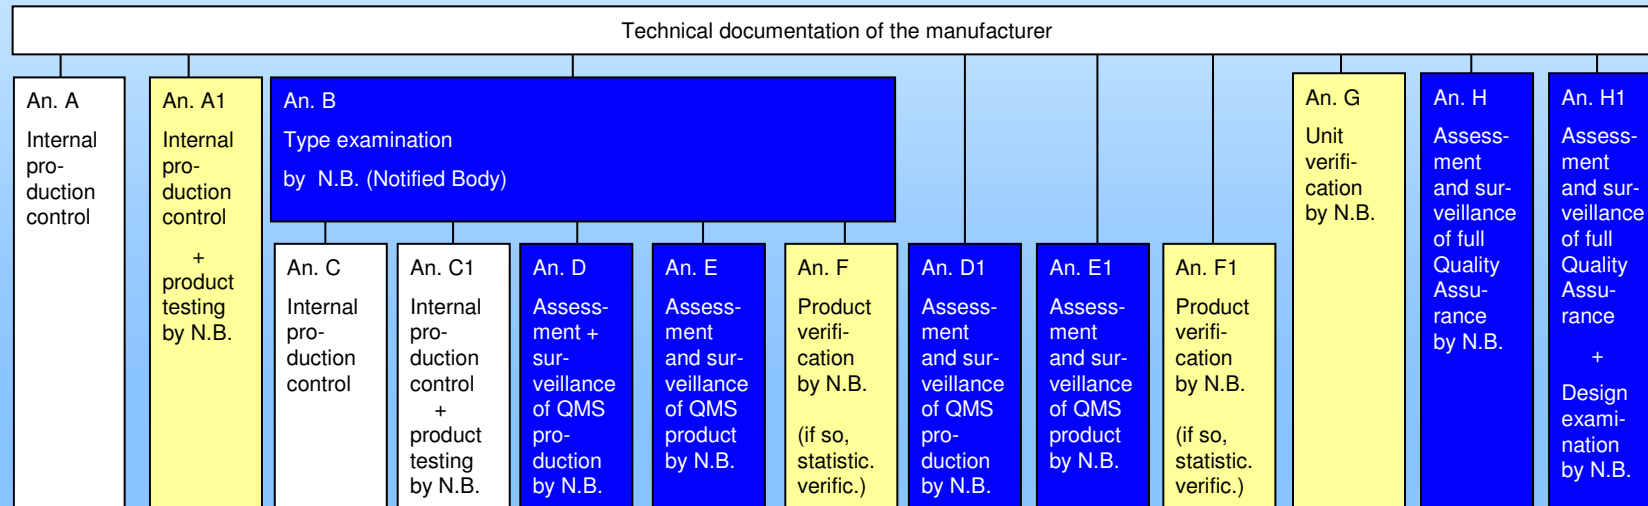 Technical documentation of the manufacturer
An. A
Internal
pro-
duction
control
An. A1
Internal
pro-
duction
control
+
product
testing
by N.B.
An. B
Type examination
by N.B. (Notified Body)
An. C
Internal
pro-
duction
control
An. C1
Internal
pro-
duction
control
+
product
testing
by N.B.
An. D
Assess-
ment +
sur-
veillance
of QMS
pro-
duction
by N.B.
An. E
Assess-
ment
and sur-
veillance
of QMS
product
by N.B.
An. F
Product
verifi-
cation
by N.B.
(if so,
statistic.
verific.)
An. D1
Assess-
ment
and sur-
veillance
of QMS
pro-
duction
by N.B.
An. E1
Assess-
ment
and sur-
veillance
of QMS
product
by N.B.
An. F1
Product
verifi-
cation
by N.B.
(if so,
statistic.
verific.)
An. G
Unit
verifi-
cation
by N.B.
An. H
Assess-
ment
and sur-
veillance
of full
Quality
Assu-
rance
by N.B.
An. H1
Assess-
ment
and sur-
veillance
of full
Quality
Assu-
rance
+
Design
exami-
nation
by N.B.